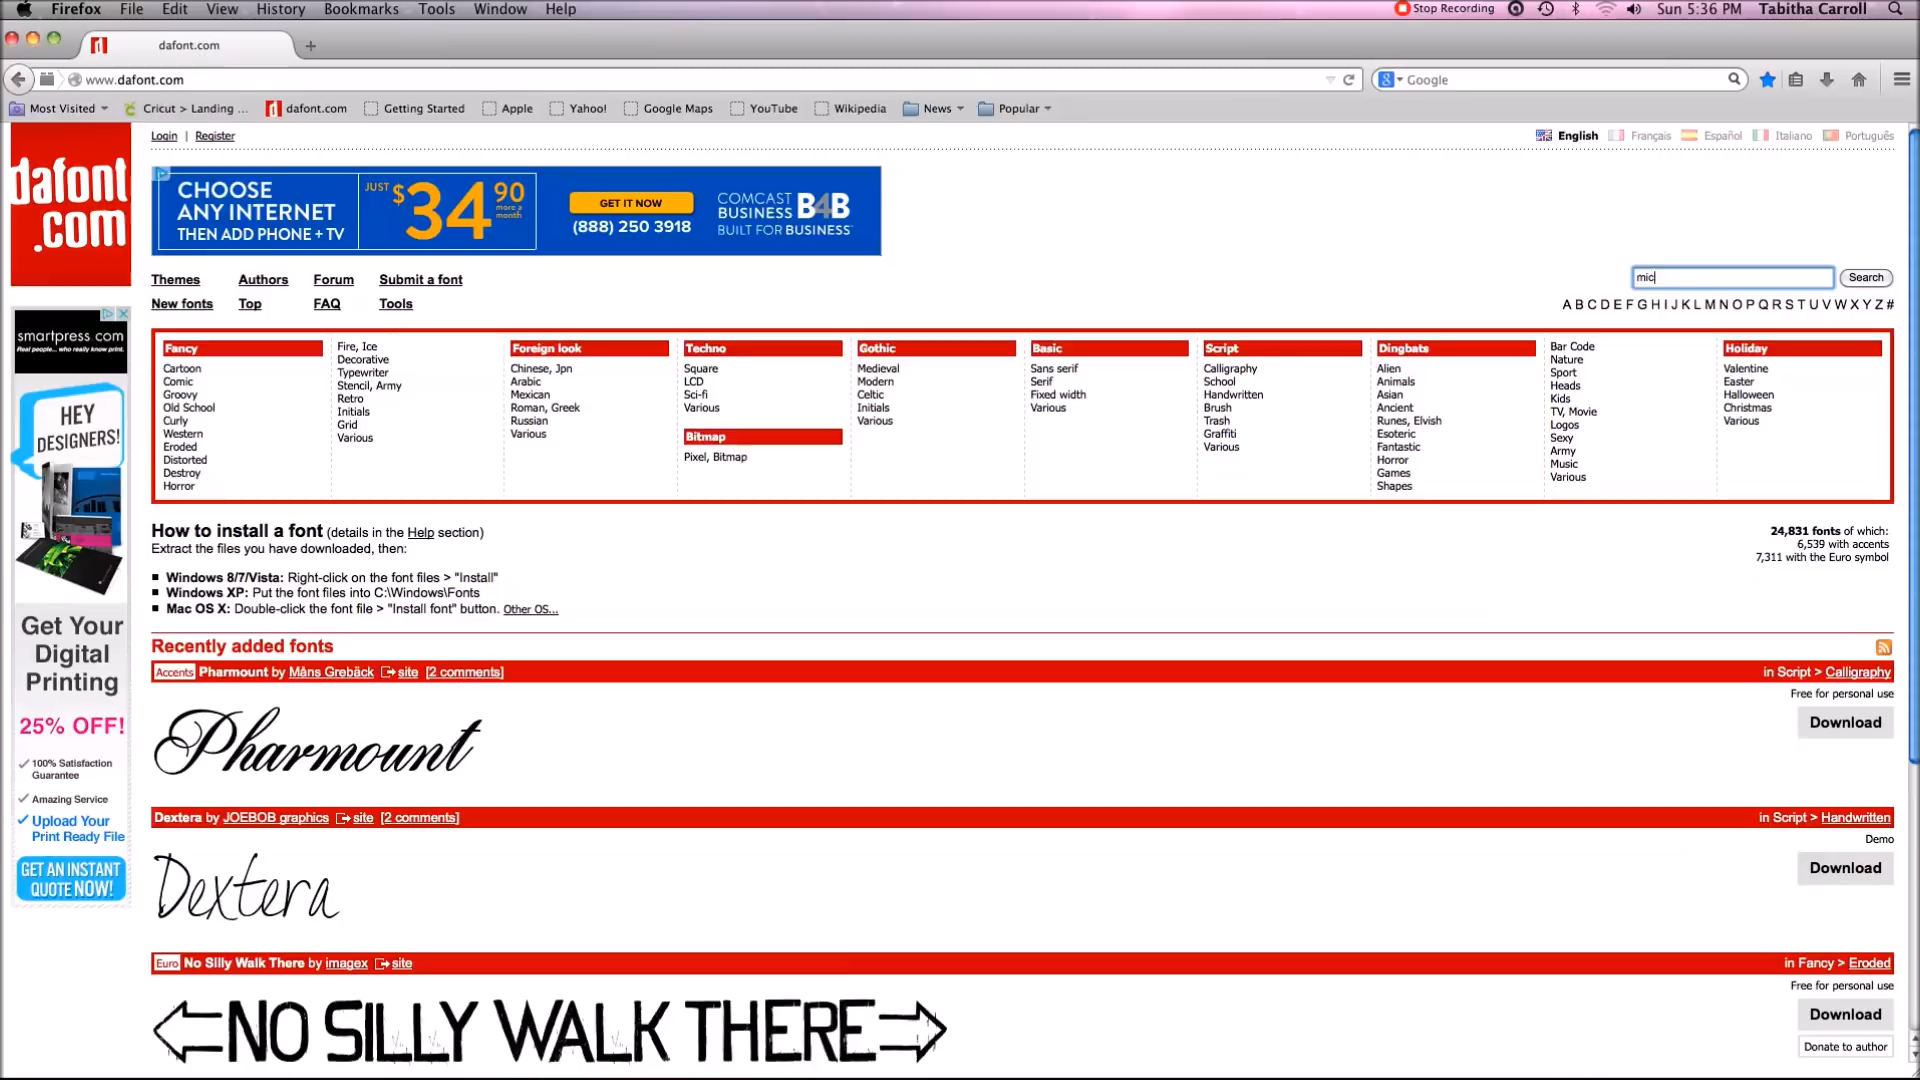 Firefox File Edit View History Bookmarks Tools Window Help Stop Recording Sun 5:36 PM Tabitha Carroll
dafont.com
www.dafont.com Google
Most Visited Cricut > Landing ... dafont.com Getting Started Apple Yahoo! Google Maps YouTube Wikipedia News Popular
dafont
.com
Login | Register
English Français Español Italiano Português
CHOOSE
ANY INTERNET
THEN ADD PHONE + TV
JUST $34.90 more a month
GET IT NOW
(888) 250 3918
COMCAST
BUSINESS B4B
BUILT FOR BUSINESS
Themes Authors Forum Submit a font
New fonts Top FAQ Tools
mic Search
A B C D E F G H I J K L M N O P Q R S T U V W X Y Z #
Fancy
Cartoon
Comic
Groovy
Old School
Curly
Western
Eroded
Distorted
Destroy
Horror
Fire, Ice
Decorative
Typewriter
Stencil, Army
Retro
Initials
Grid
Various
Foreign look
Chinese, Jpn
Arabic
Mexican
Roman, Greek
Russian
Various
Techno
Square
LCD
Sci-fi
Various
Bitmap
Pixel, Bitmap
Gothic
Medieval
Modern
Celtic
Initials
Various
Basic
Sans serif
Serif
Fixed width
Various
Script
Calligraphy
School
Handwritten
Brush
Trash
Graffiti
Various
Dingbats
Alien
Animals
Asian
Ancient
Runes, Elvish
Esoteric
Fantastic
Horror
Games
Shapes
Bar Code
Nature
Sport
Heads
Kids
TV, Movie
Logos
Sexy
Army
Music
Various
Holiday
Valentine
Easter
Halloween
Christmas
Various
How to install a font (details in the Help section)
Extract the files you have downloaded, then:
Windows 8/7/Vista: Right-click on the font files > "Install"
Windows XP: Put the font files into C:\Windows\Fonts
Mac OS X: Double-click the font file > "Install font" button. Other OS...
24,831 fonts of which:
6,539 with accents
7,311 with the Euro symbol
Recently added fonts
Accents Pharmount by Måns Grebäck site [2 comments] in Script > Calligraphy
Free for personal use
Download
Pharmount
Dextera by JOEBOB graphics site [2 comments] in Script > Handwritten
Demo
Download
Dextera
Euro No Silly Walk There by imagex site in Fancy > Eroded
Free for personal use
Download
Donate to author
NO SILLY WALK THERE
smartpress.com
Real people... who really know print.
HEY
DESIGNERS!
Get Your
Digital
Printing
25% OFF!
100% Satisfaction
Guarantee
Amazing Service
Upload Your
Print Ready File
GET AN INSTANT
QUOTE NOW!